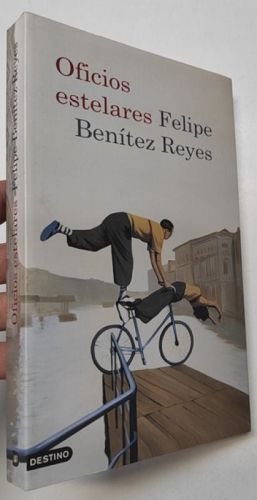 Oficios
estelares Felipe
Benítez Reyes
Oficios estelares Felipe Benítez Reyes
DESTINO